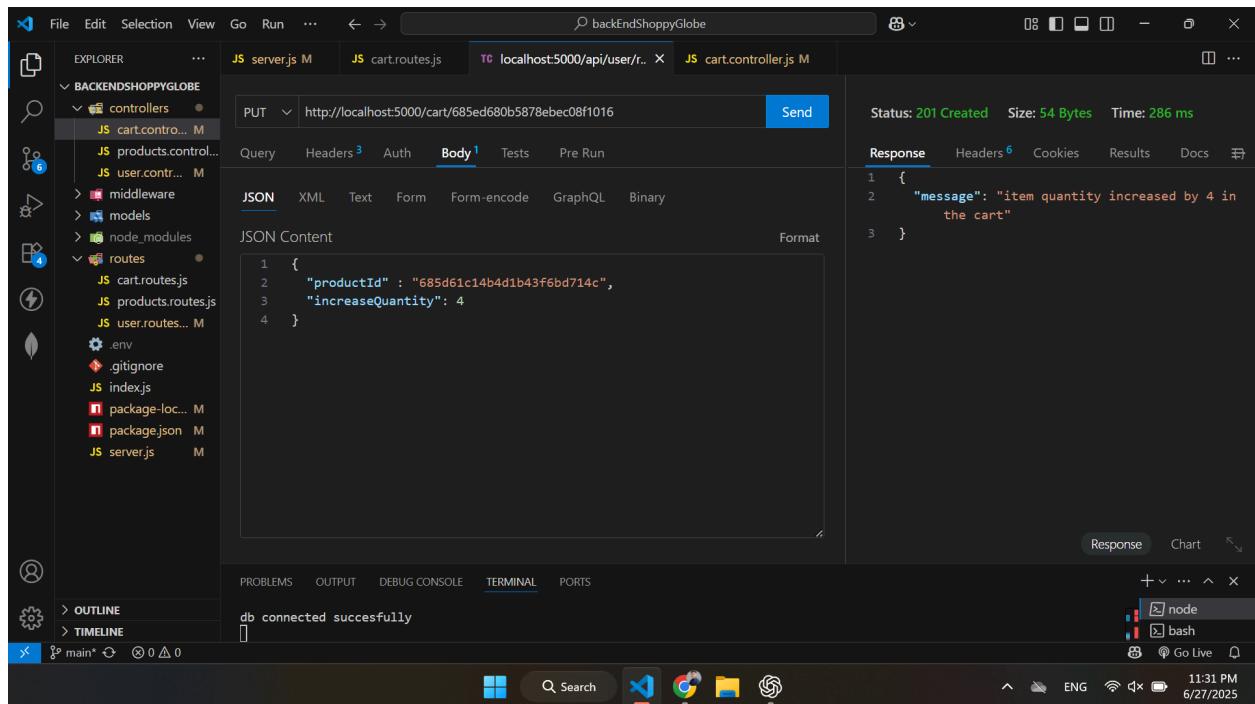 File Edit Selection View Go Run ··· backEndShoppyGlobe
EXPLORER ···
BACKENDSHOPPYGLOBE
controllers
JS cart.contro... M
JS products.control...
JS user.contr... M
middleware
models
node_modules
routes
JS cart.routes.js
JS products.routes.js
JS user.routes... M
.env
.gitignore
JS index.js
package-loc... M
package.json M
JS server.js M
OUTLINE
TIMELINE
6
4
JS server.js M JS cart.routes.js TC localhost:5000/api/user/r.. JS cart.controller.js M ···
PUT http://localhost:5000/cart/685ed680b5878ebec08f1016 Send
Query Headers 3 Auth Body 1 Tests Pre Run
JSON XML Text Form Form-encode GraphQL Binary
JSON Content Format
1 {
2 "productId" : "685d61c14b4d1b43f6bd714c",
3 "increaseQuantity": 4
4 }
Status: 201 Created Size: 54 Bytes Time: 286 ms
Response Headers 6 Cookies Results Docs
1 {
2 "message": "item quantity increased by 4 in
the cart"
3 }
Response Chart
PROBLEMS OUTPUT DEBUG CONSOLE TERMINAL PORTS ···
db connected succesfully
node
bash
main* 0 0 Go Live
Search ENG 11:31 PM
6/27/2025